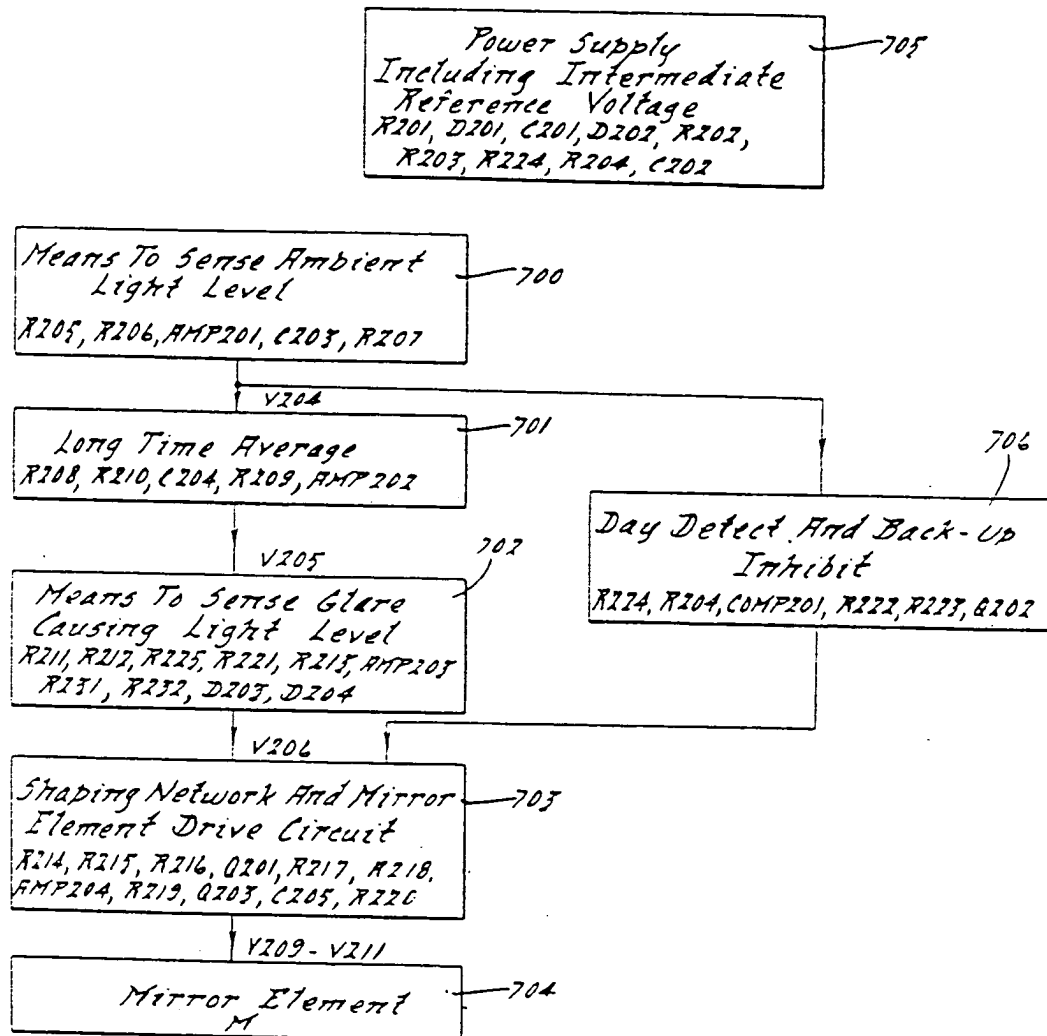 Power Supply
Including Intermediate
Reference Voltage
R201, D201, C201, D202, R202,
R203, R224, R204, C202
705
Means To Sense Ambient
Light Level
R205, R206, AMP201, C203, R207
700
V204
Long Time Average
R208, R210, C204, R209, AMP202
701
V205
Means To Sense Glare
Causing Light Level
R211, R212, R225, R221, R213, AMP203
R231, R232, D203, D204
702
Day Detect And Back-Up
Inhibit
R224, R204, COMP201, R222, R223, Q202
706
V206
Shaping Network And Mirror
Element Drive Circuit
R214, R215, R216, Q201, R217, R218,
AMP204, R219, Q203, C205, R220
703
V209 - V211
Mirror Element
M
704